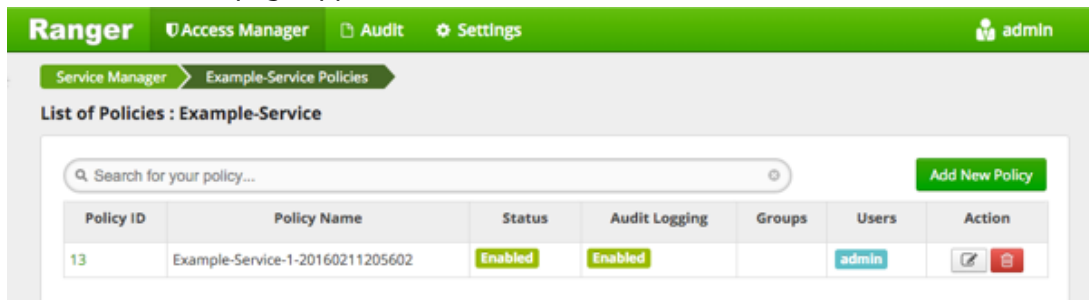 Ranger Access Manager Audit Settings admin
Service Manager Example-Service Policies
List of Policies : Example-Service
Search for your policy... Add New Policy
Policy ID Policy Name Status Audit Logging Groups Users Action
13 Example-Service-1-20160211205602 Enabled Enabled admin